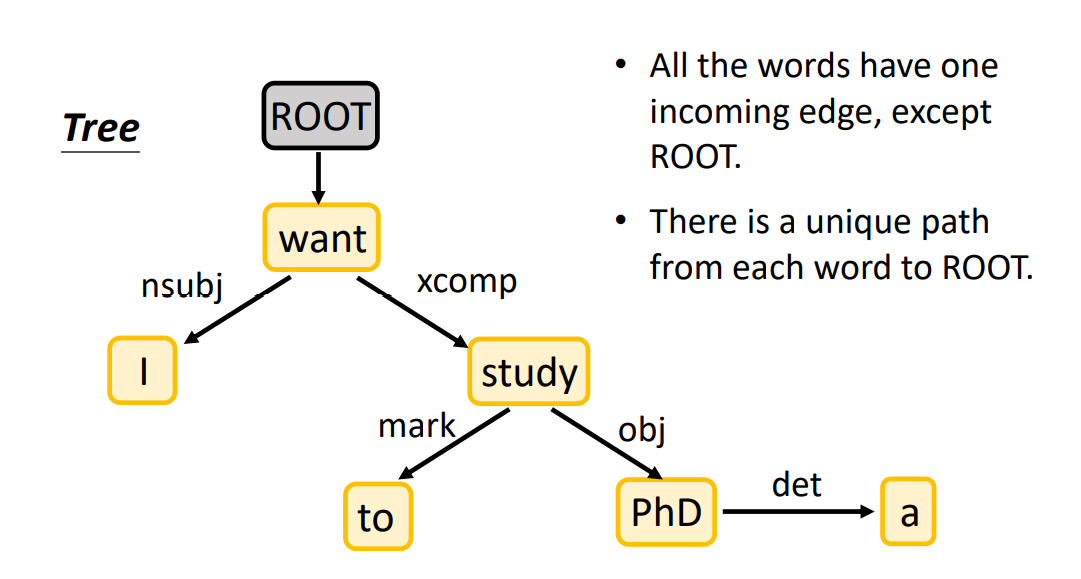 Tree
ROOT
want
nsubj
xcomp
I
study
mark
obj
to
PhD
det
a
• All the words have one
incoming edge, except
ROOT.
• There is a unique path
from each word to ROOT.